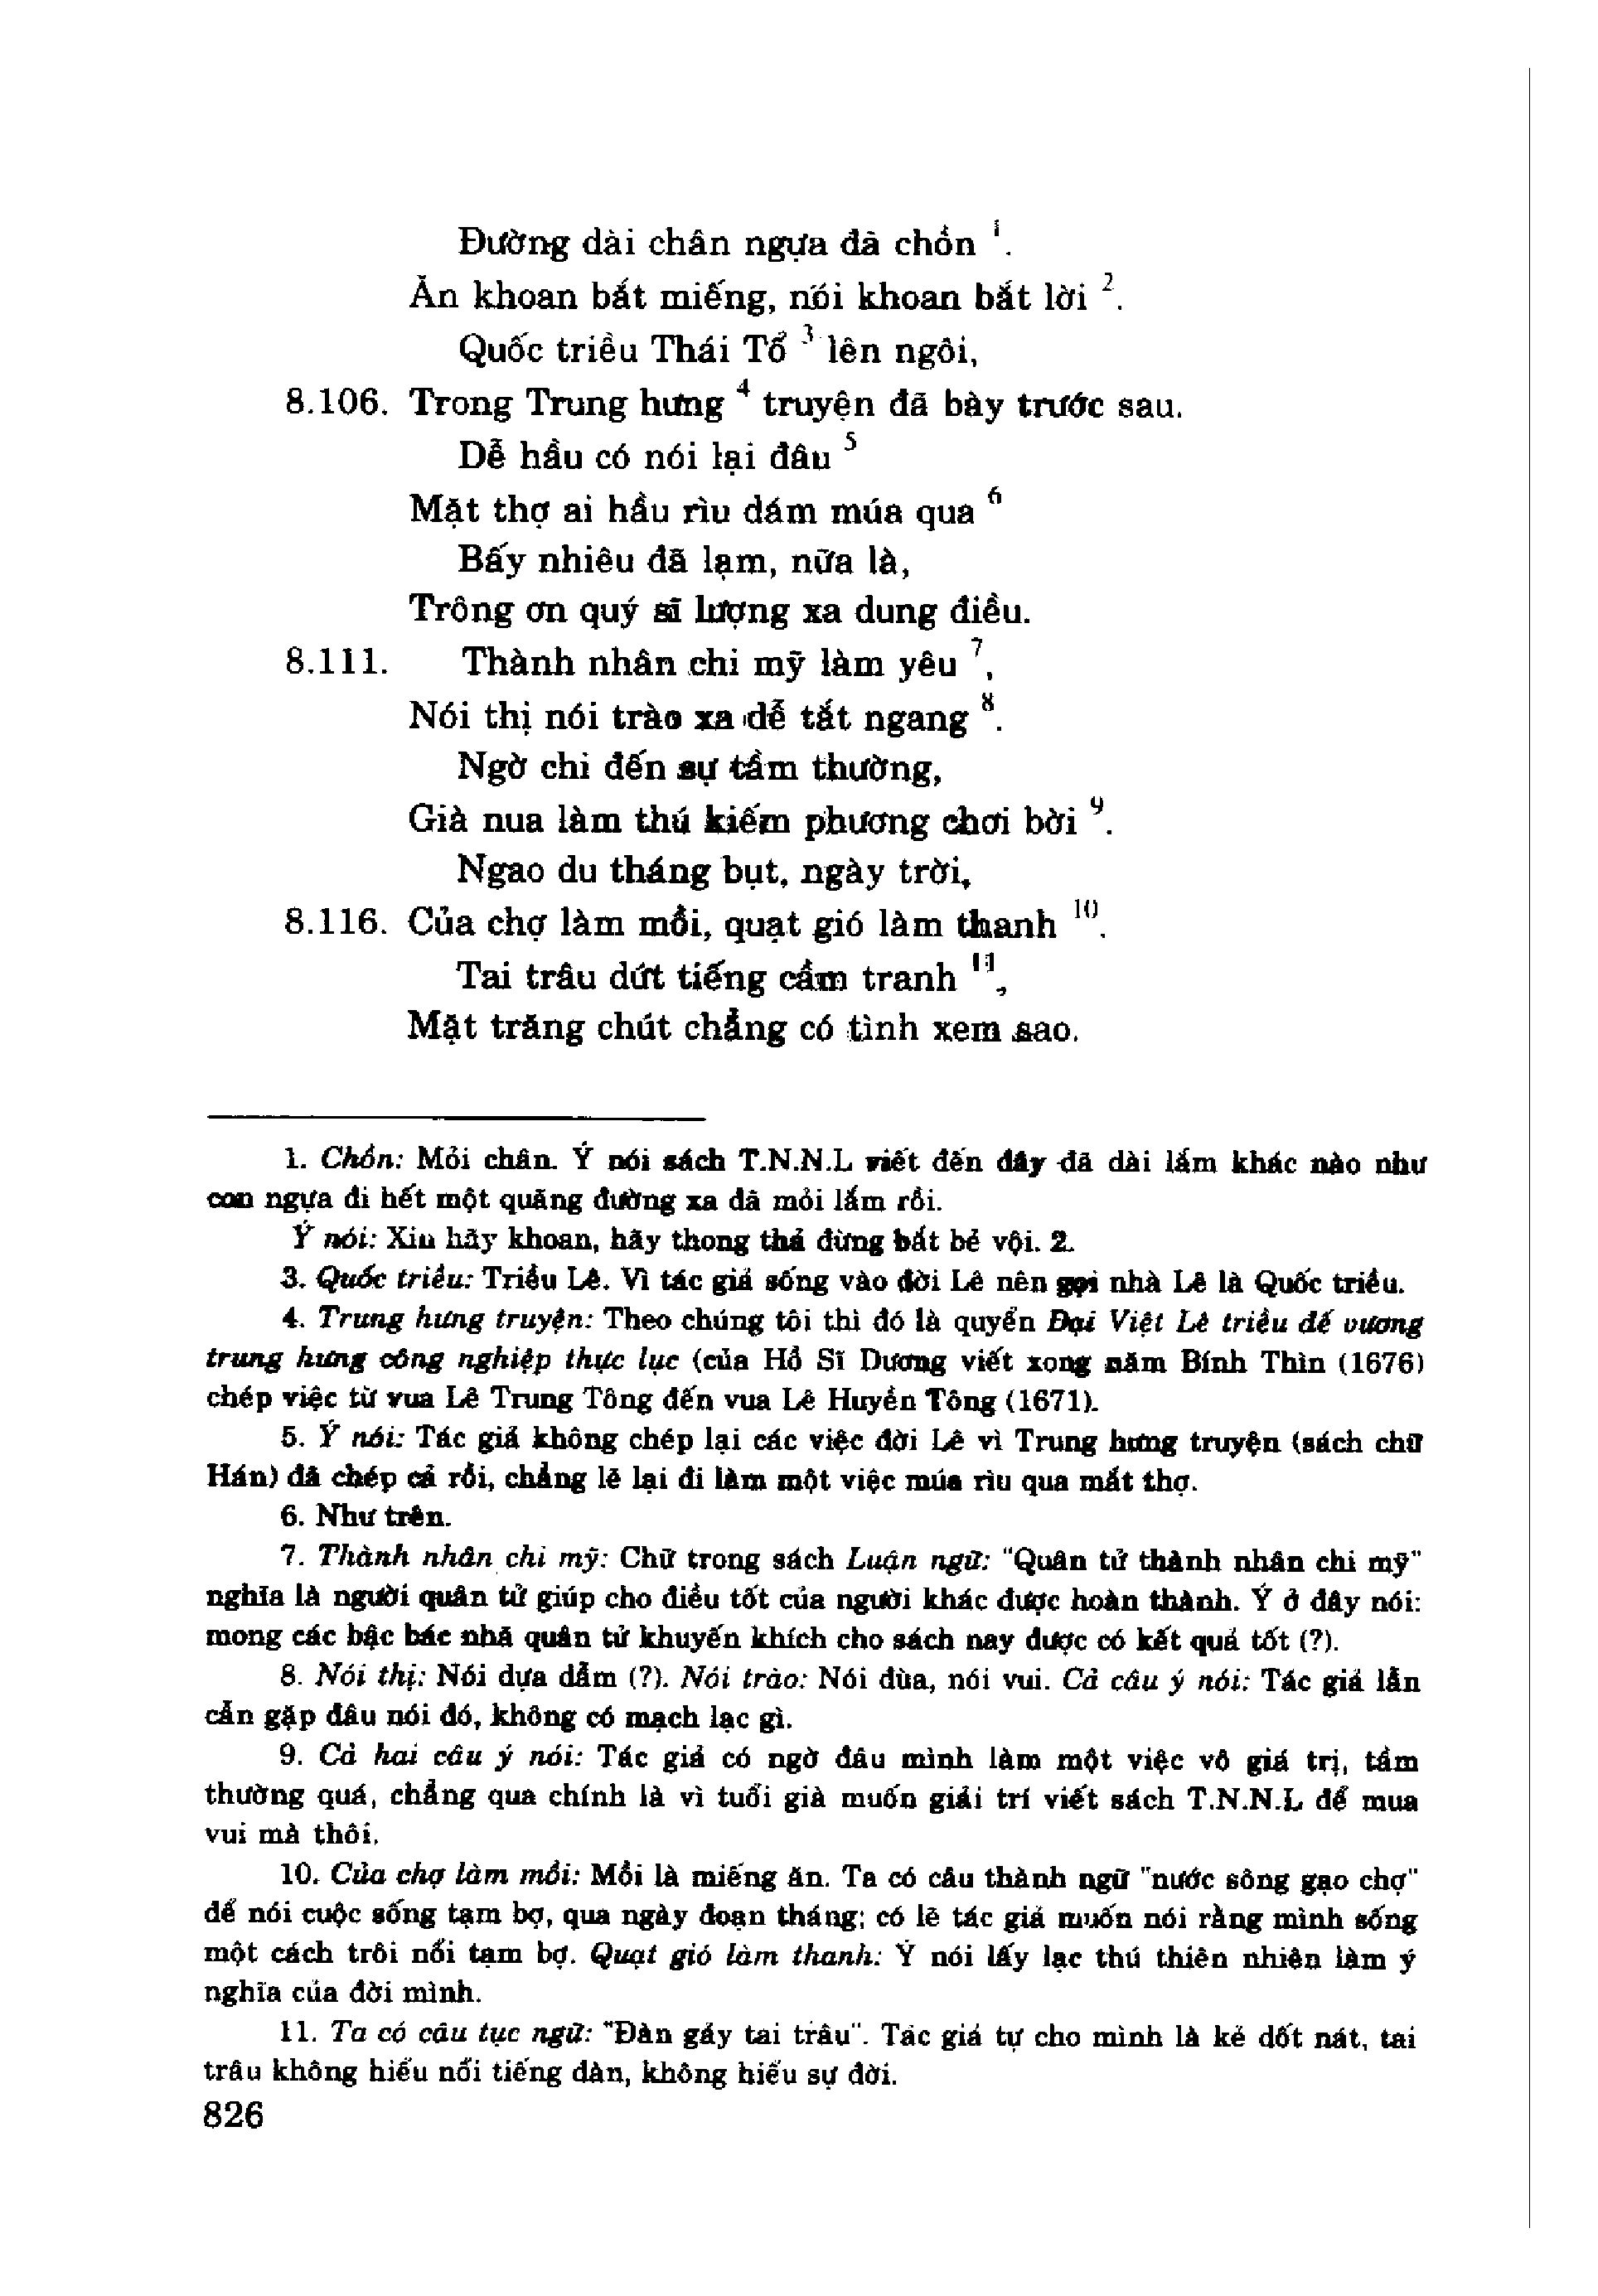 Đường dài chân ngựa đã chồn ¹.
Ăn khoan bắt miếng, nói khoan bắt lời ².
Quốc triều Thái Tổ ³ lên ngôi,
8.106. Trong Trung hưng ⁴ truyện đã bày trước sau.
Dễ hầu có nói lại đâu ⁵
Mặt thợ ai hầu rìu dám múa qua ⁶
Bấy nhiêu đã lạm, nữa là,
Trông ơn quý sĩ lượng xa dung điều.
8.111. Thành nhân chi mỹ làm yêu ⁷,
Nói thị nói trào xa dễ tắt ngang ⁸.
Ngờ chi đến sự tầm thường,
Già nua làm thú kiếm phương chơi bời ⁹.
Ngao du tháng bụt, ngày trời,
8.116. Của chợ làm mồi, quạt gió làm thanh ¹⁰.
Tai trâu dứt tiếng cầm tranh ¹¹,
Mặt trăng chút chẳng có tình xem sao.
1. Chồn: Mỏi chân. Ý nói sách T.N.N.L viết đến đây đã dài lắm khác nào như
con ngựa đi hết một quãng đường xa đã mỏi lắm rồi.
Ý nói: Xin hãy khoan, hãy thong thả đừng bắt bẻ vội. 2.
3. Quốc triều: Triều Lê. Vì tác giả sống vào đời Lê nên gọi nhà Lê là Quốc triều.
4. Trung hưng truyện: Theo chúng tôi thì đó là quyển Đại Việt Lê triều đế vương
trung hưng công nghiệp thực lục (của Hồ Sĩ Dương viết xong năm Bính Thìn (1676)
chép việc từ vua Lê Trung Tông đến vua Lê Huyền Tông (1671).
5. Ý nói: Tác giả không chép lại các việc đời Lê vì Trung hưng truyện (sách chữ
Hán) đã chép cả rồi, chẳng lẽ lại đi làm một việc múa rìu qua mắt thợ.
6. Như trên.
7. Thành nhân chi mỹ: Chữ trong sách Luận ngữ: "Quân tử thành nhân chi mỹ"
nghĩa là người quân tử giúp cho điều tốt của người khác được hoàn thành. Ý ở đây nói:
mong các bậc bác nhã quân tử khuyến khích cho sách nay được có kết quả tốt (?).
8. Nói thị: Nói dựa dẫm (?). Nói trào: Nói đùa, nói vui. Cả câu ý nói: Tác giả lẩn
cẩn gặp đâu nói đó, không có mạch lạc gì.
9. Cả hai câu ý nói: Tác giả có ngờ đâu mình làm một việc vô giá trị, tầm
thường quá, chẳng qua chính là vì tuổi già muốn giải trí viết sách T.N.N.L để mua
vui mà thôi.
10. Của chợ làm mồi: Mồi là miếng ăn. Ta có câu thành ngữ "nước sông gạo chợ"
để nói cuộc sống tạm bợ, qua ngày đoạn tháng; có lẽ tác giả muốn nói rằng mình sống
một cách trôi nổi tạm bợ. Quạt gió làm thanh: Ý nói lấy lạc thú thiên nhiên làm ý
nghĩa của đời mình.
11. Ta có câu tục ngữ: "Đàn gảy tai trâu". Tác giả tự cho mình là kẻ dốt nát, tai
trâu không hiểu nổi tiếng đàn, không hiểu sự đời.
826